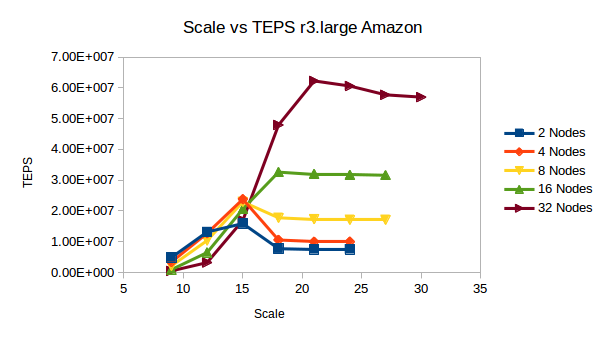 Scale vs TEPS r3.large Amazon
7.00E+007
6.00E+007
5.00E+007
4.00E+007
3.00E+007
2.00E+007
1.00E+007
0.00E+000
TEPS
5 10 15 20 25 30 35
Scale
2 Nodes
4 Nodes
8 Nodes
16 Nodes
32 Nodes